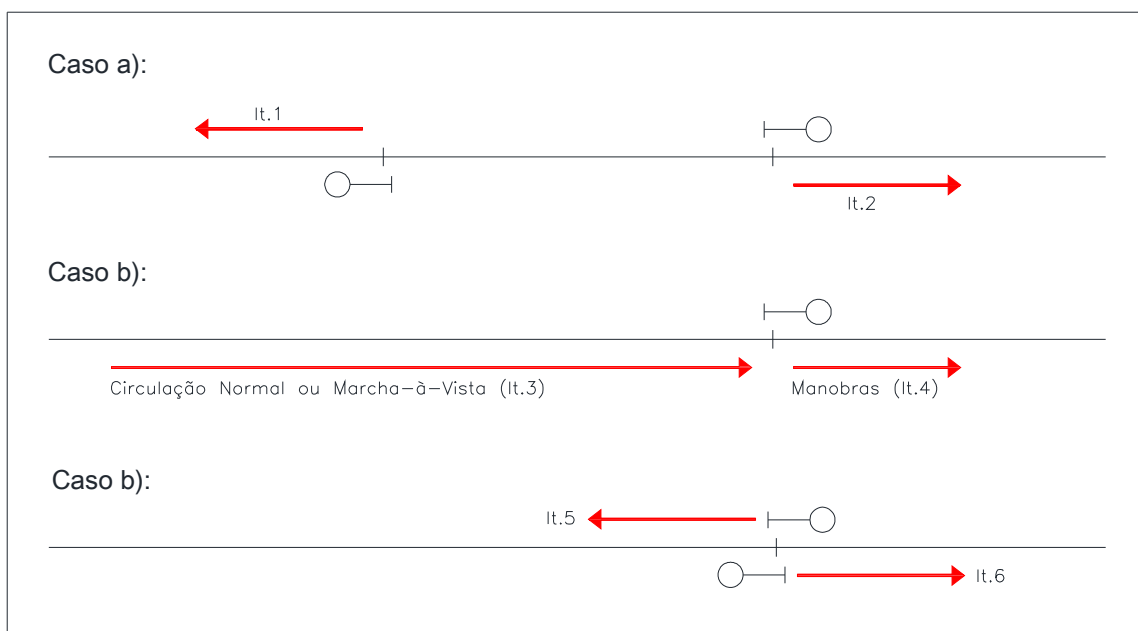 Caso a):
It.1
It.2
Caso b):
Circulação Normal ou Marcha-à-Vista (It.3)
Manobras (It.4)
Caso b):
It.5
It.6